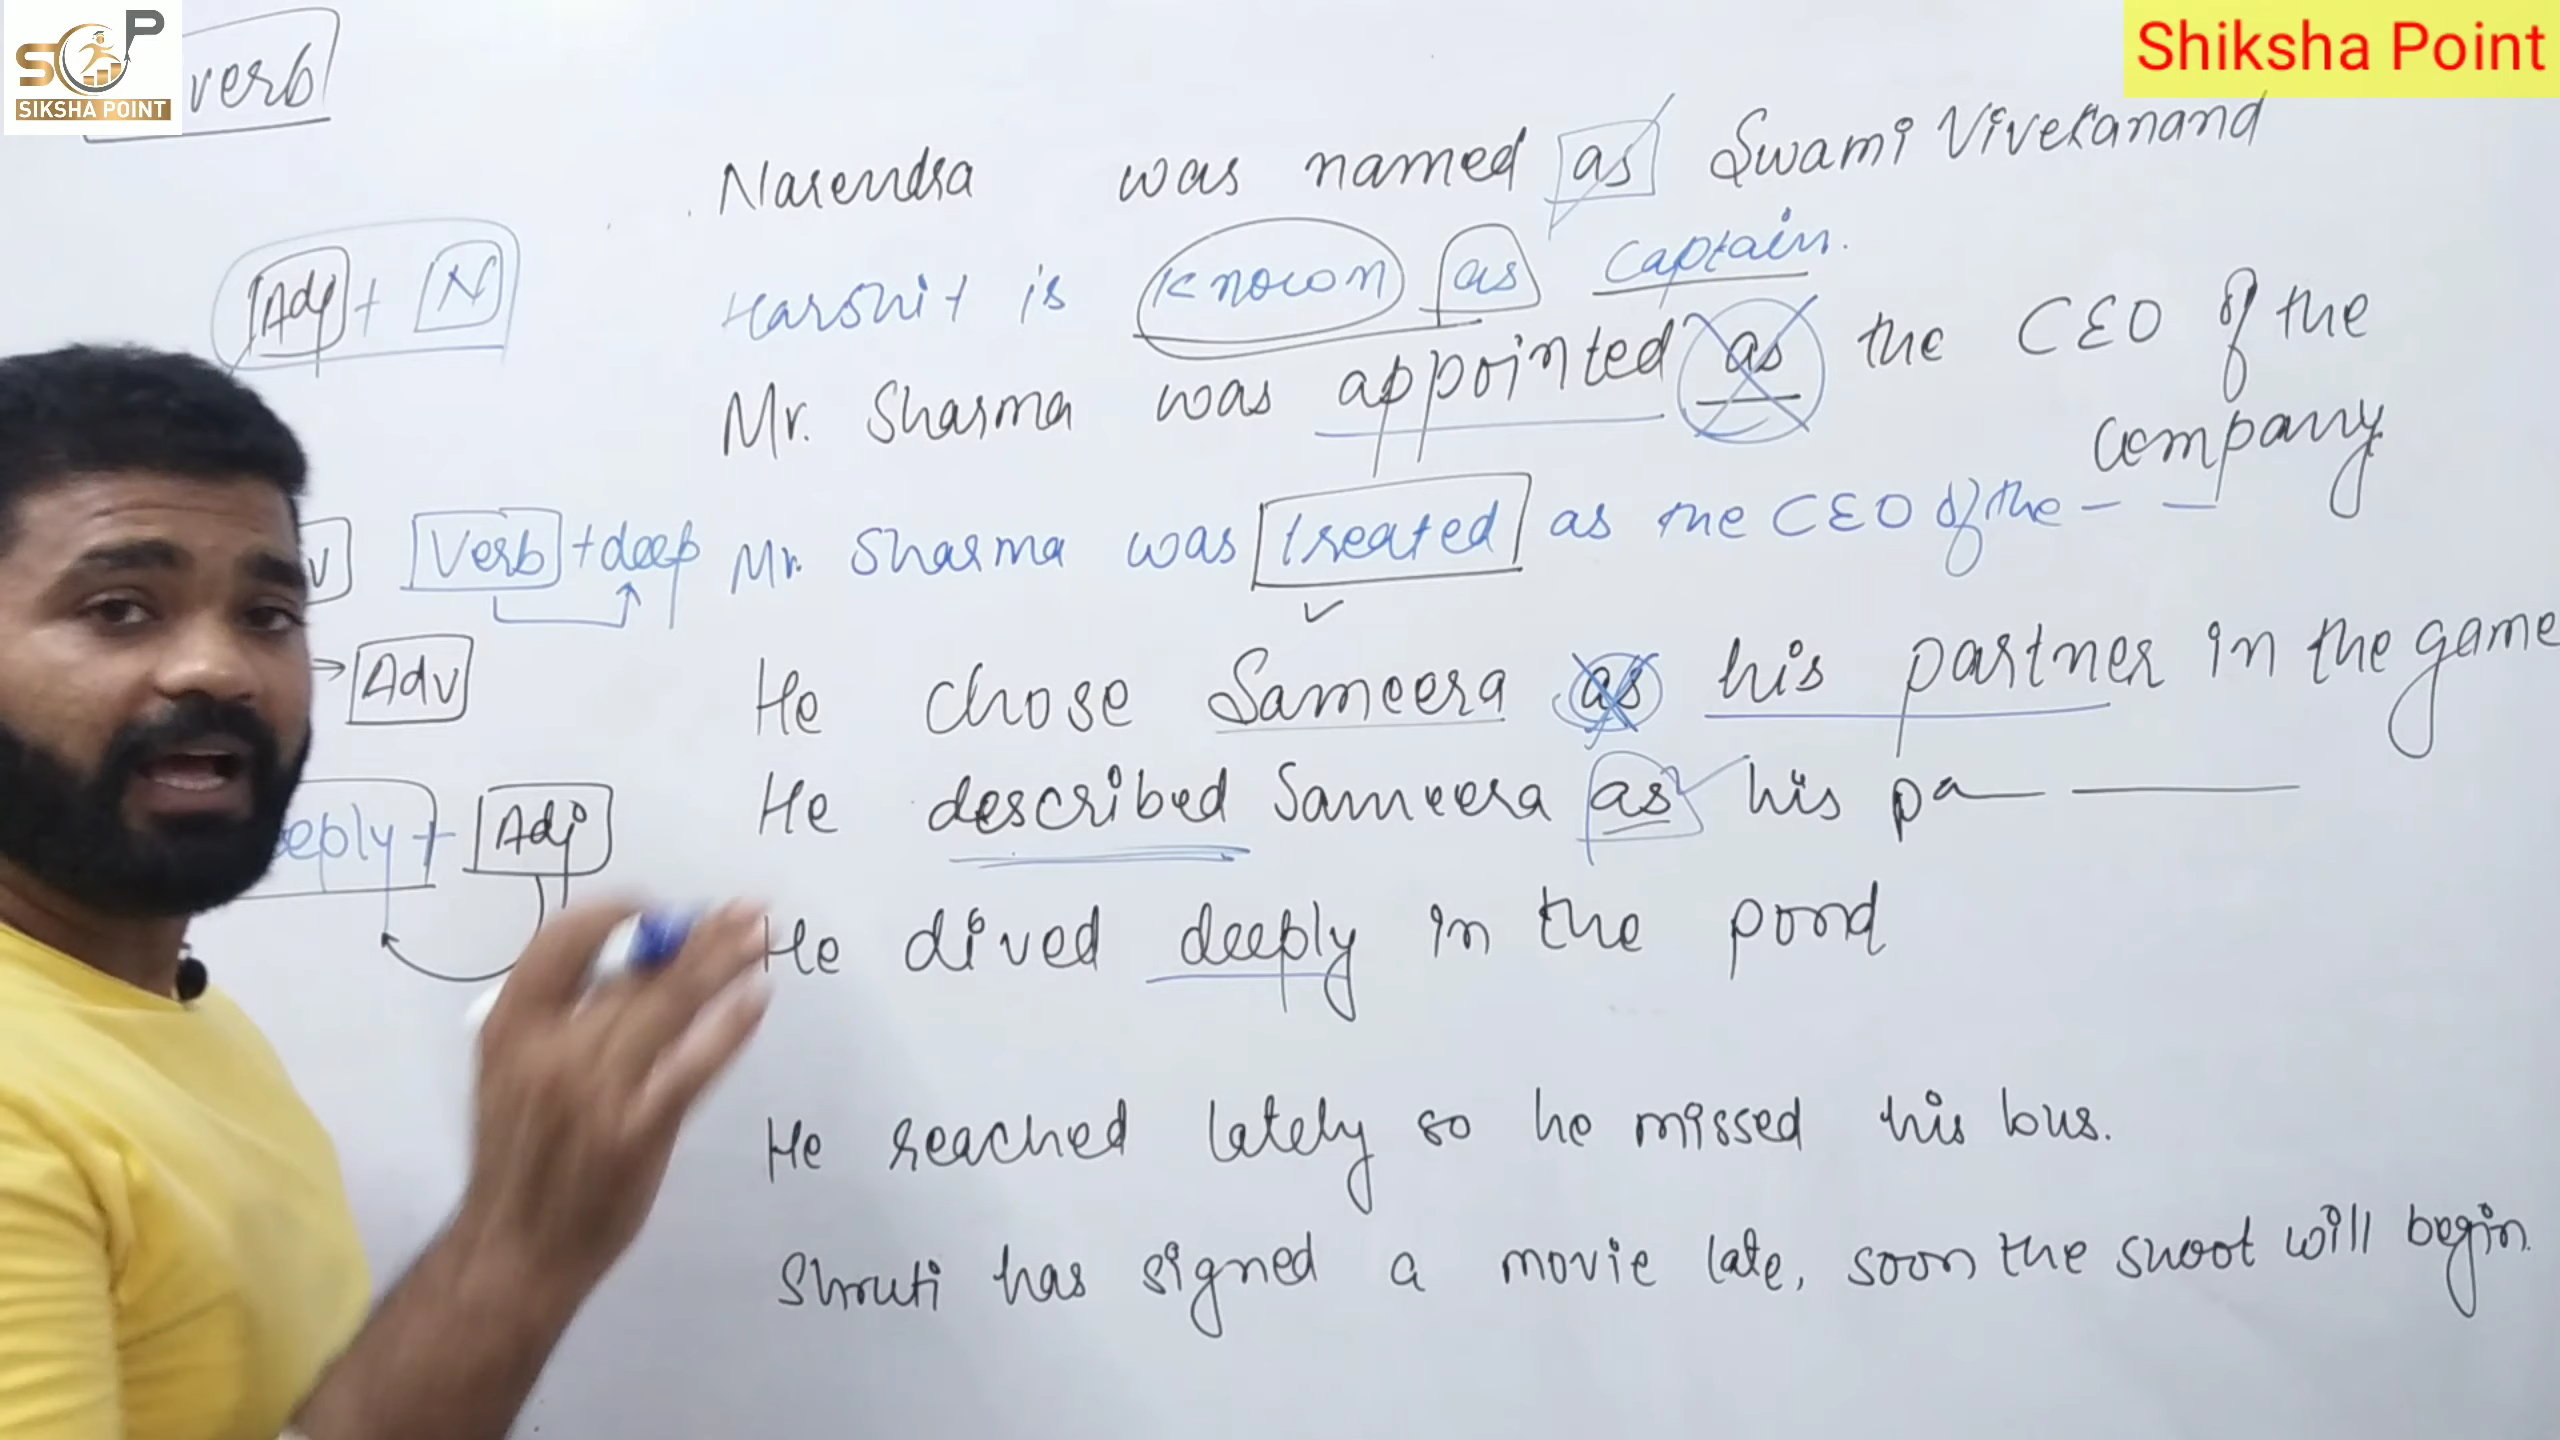 SOP
SIKSHA POINT
Shiksha Point
verb
Narendra was named as Swami Vivekanand
Harshit is known as captain.
Adj + N
Mr. Sharma was appointed as the CEO of the company
Verb + deep
Mr. Sharma was treated as the CEO of the - -
Adv
He chose Sameera as his partner in the game
He described Sameera as his pa
eeply + Adj
He dived deeply in the pond
He reached lately so he missed his bus.
Shruti has signed a movie late, soon the shoot will begin.